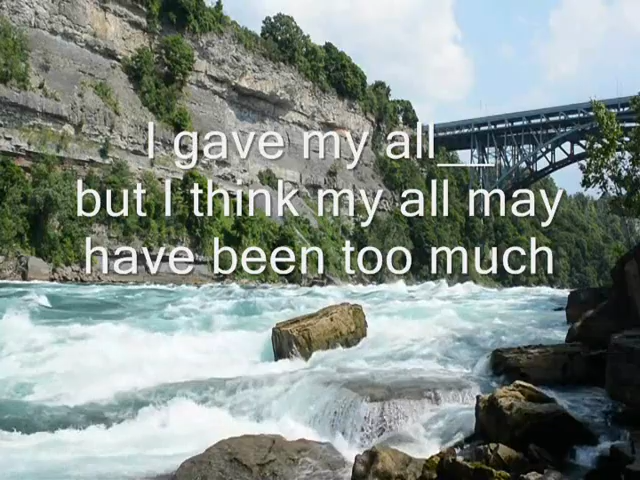 I gave my all__
but I think my all may
have been too much